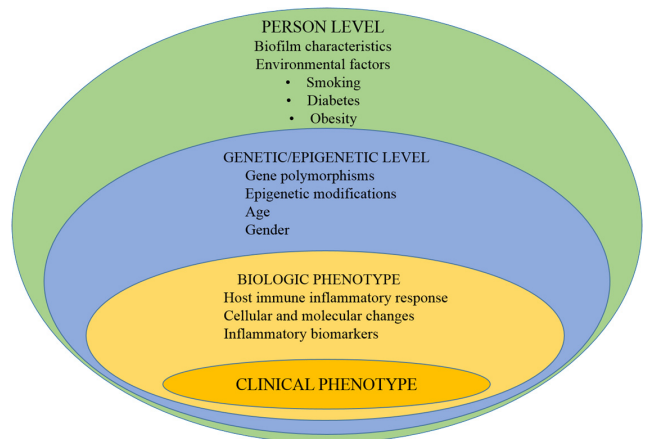 PERSON LEVEL
Biofilm characteristics
Environmental factors
• Smoking
• Diabetes
• Obesity
GENETIC/EPIGENETIC LEVEL
Gene polymorphisms
Epigenetic modifications
Age
Gender
BIOLOGIC PHENOTYPE
Host immune inflammatory response
Cellular and molecular changes
Inflammatory biomarkers
CLINICAL PHENOTYPE